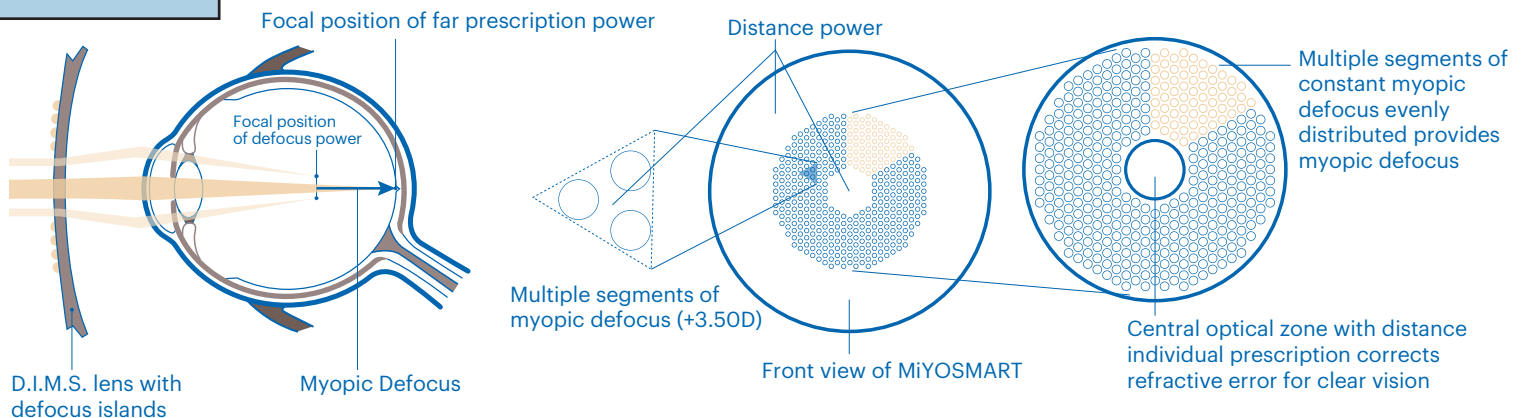 Focal position of far prescription power
Distance power
Focal position
of defocus power
Multiple segments of
constant myopic
defocus evenly
distributed provides
myopic defocus
Multiple segments of
myopic defocus (+3.50D)
Front view of MiYOSMART
Central optical zone with distance
individual prescription corrects
refractive error for clear vision
D.I.M.S. lens with
defocus islands
Myopic Defocus